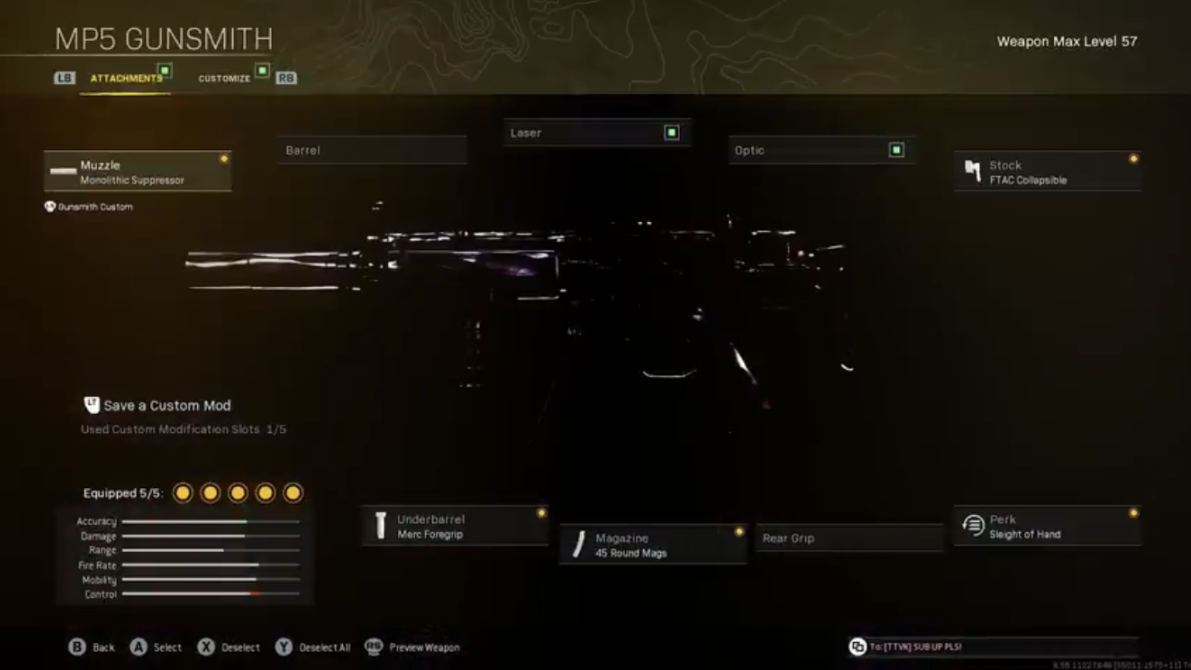 MP5 GUNSMITH
Weapon Max Level 57
LB ATTACHMENTS CUSTOMIZE RB
Laser
Barrel
Optic
Muzzle
Monolithic Suppressor
Stock
FTAC Collapsible
Gunsmith Custom
LT Save a Custom Mod
Used Custom Modification Slots 1/5
Equipped 5/5:
Accuracy
Damage
Range
Fire Rate
Mobility
Control
Underbarrel
Merc Foregrip
Magazine
45 Round Mags
Rear Grip
Perk
Sleight of Hand
B Back A Select X Deselect Y Deselect All RS Preview Weapon
To: [TTVK] SUB UP PLS!